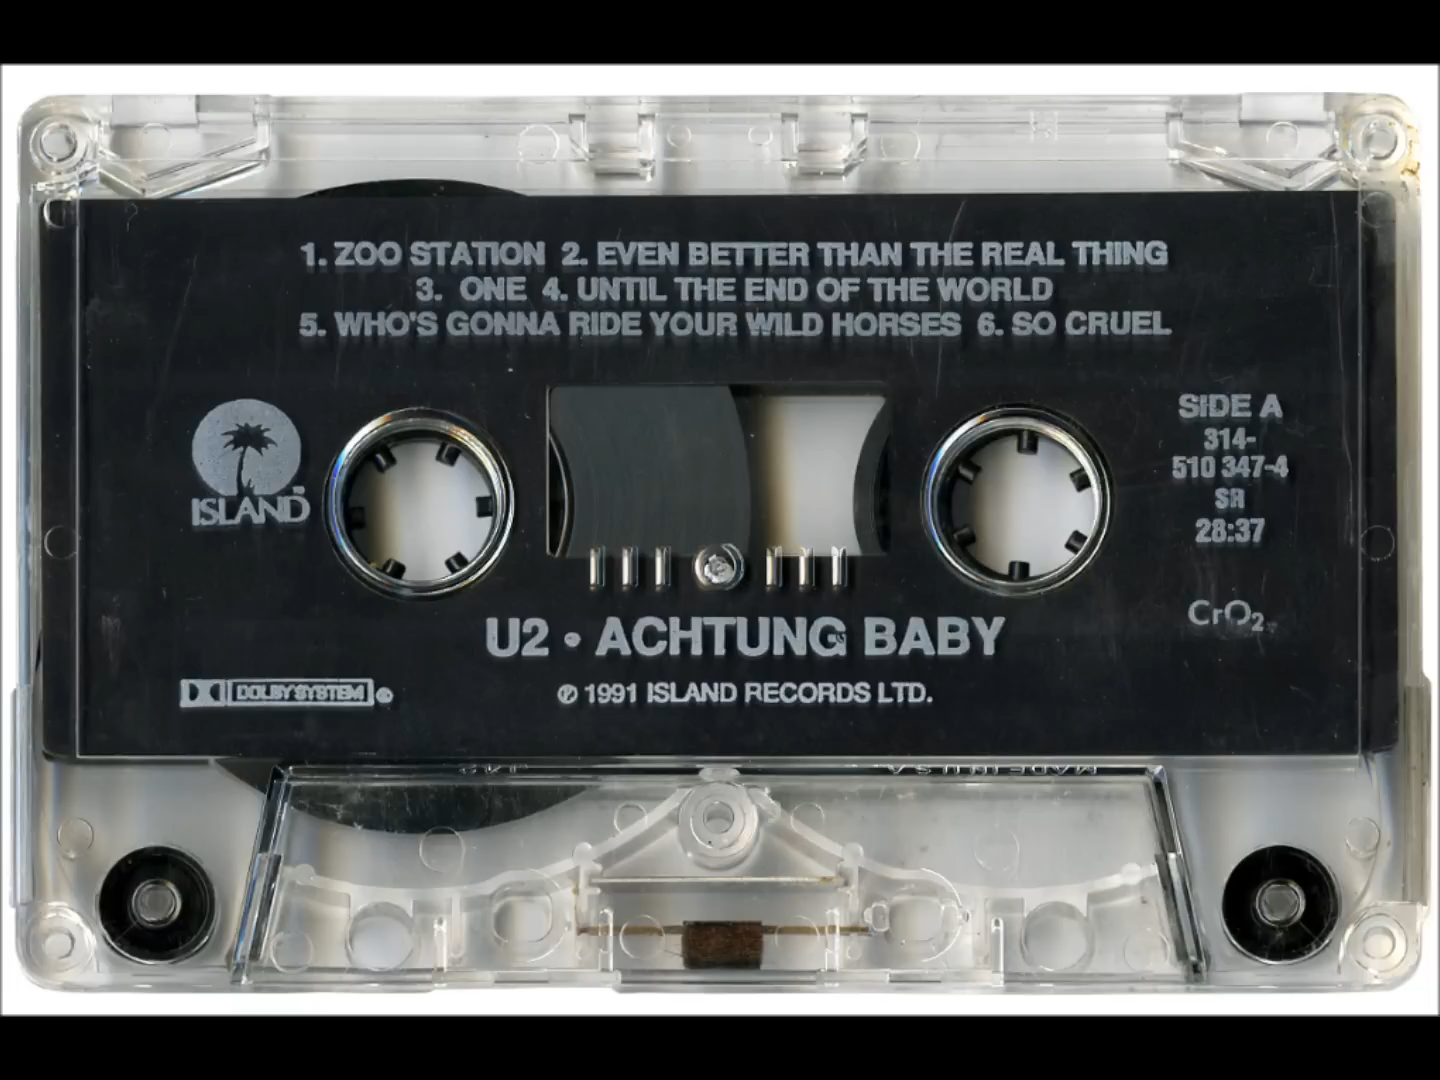 1. ZOO STATION 2. EVEN BETTER THAN THE REAL THING
3. ONE 4. UNTIL THE END OF THE WORLD
5. WHO'S GONNA RIDE YOUR WILD HORSES 6. SO CRUEL
ISLAND
SIDE A
314-
510 347-4
SR
28:37
CrO2
U2 • ACHTUNG BABY
DOLBY SYSTEM
℗ 1991 ISLAND RECORDS LTD.
MADE IN U.S.A.